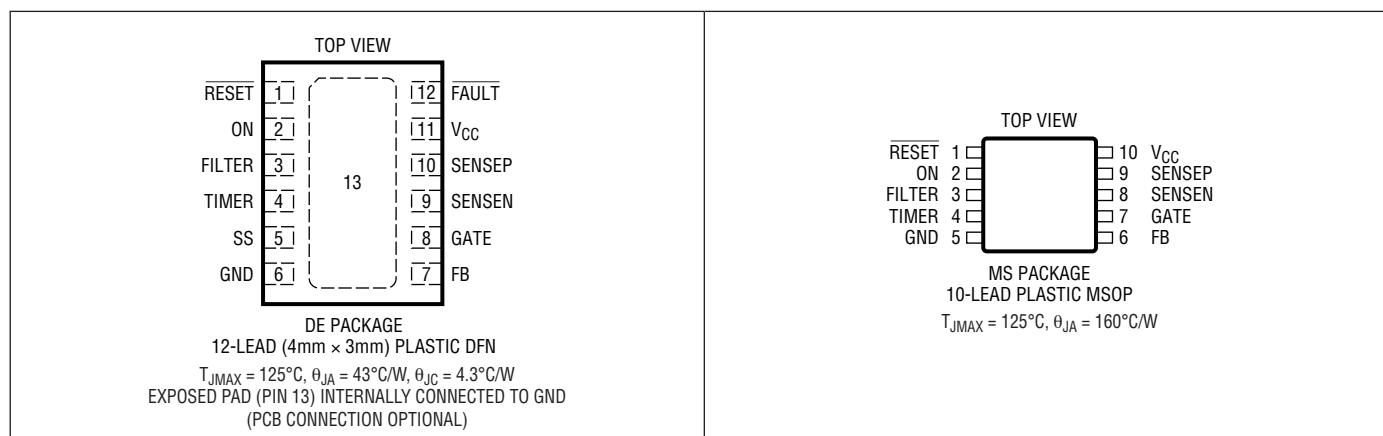 TOP VIEW
RESET 1 12 FAULT
ON 2 11 VCC
FILTER 3 10 SENSEP
13
TIMER 4 9 SENSEN
SS 5 8 GATE
GND 6 7 FB
DE PACKAGE
12-LEAD (4mm × 3mm) PLASTIC DFN
TJMAX = 125°C, θJA = 43°C/W, θJC = 4.3°C/W
EXPOSED PAD (PIN 13) INTERNALLY CONNECTED TO GND
(PCB CONNECTION OPTIONAL)
TOP VIEW
RESET 1 10 VCC
ON 2 9 SENSEP
FILTER 3 8 SENSEN
TIMER 4 7 GATE
GND 5 6 FB
MS PACKAGE
10-LEAD PLASTIC MSOP
TJMAX = 125°C, θJA = 160°C/W